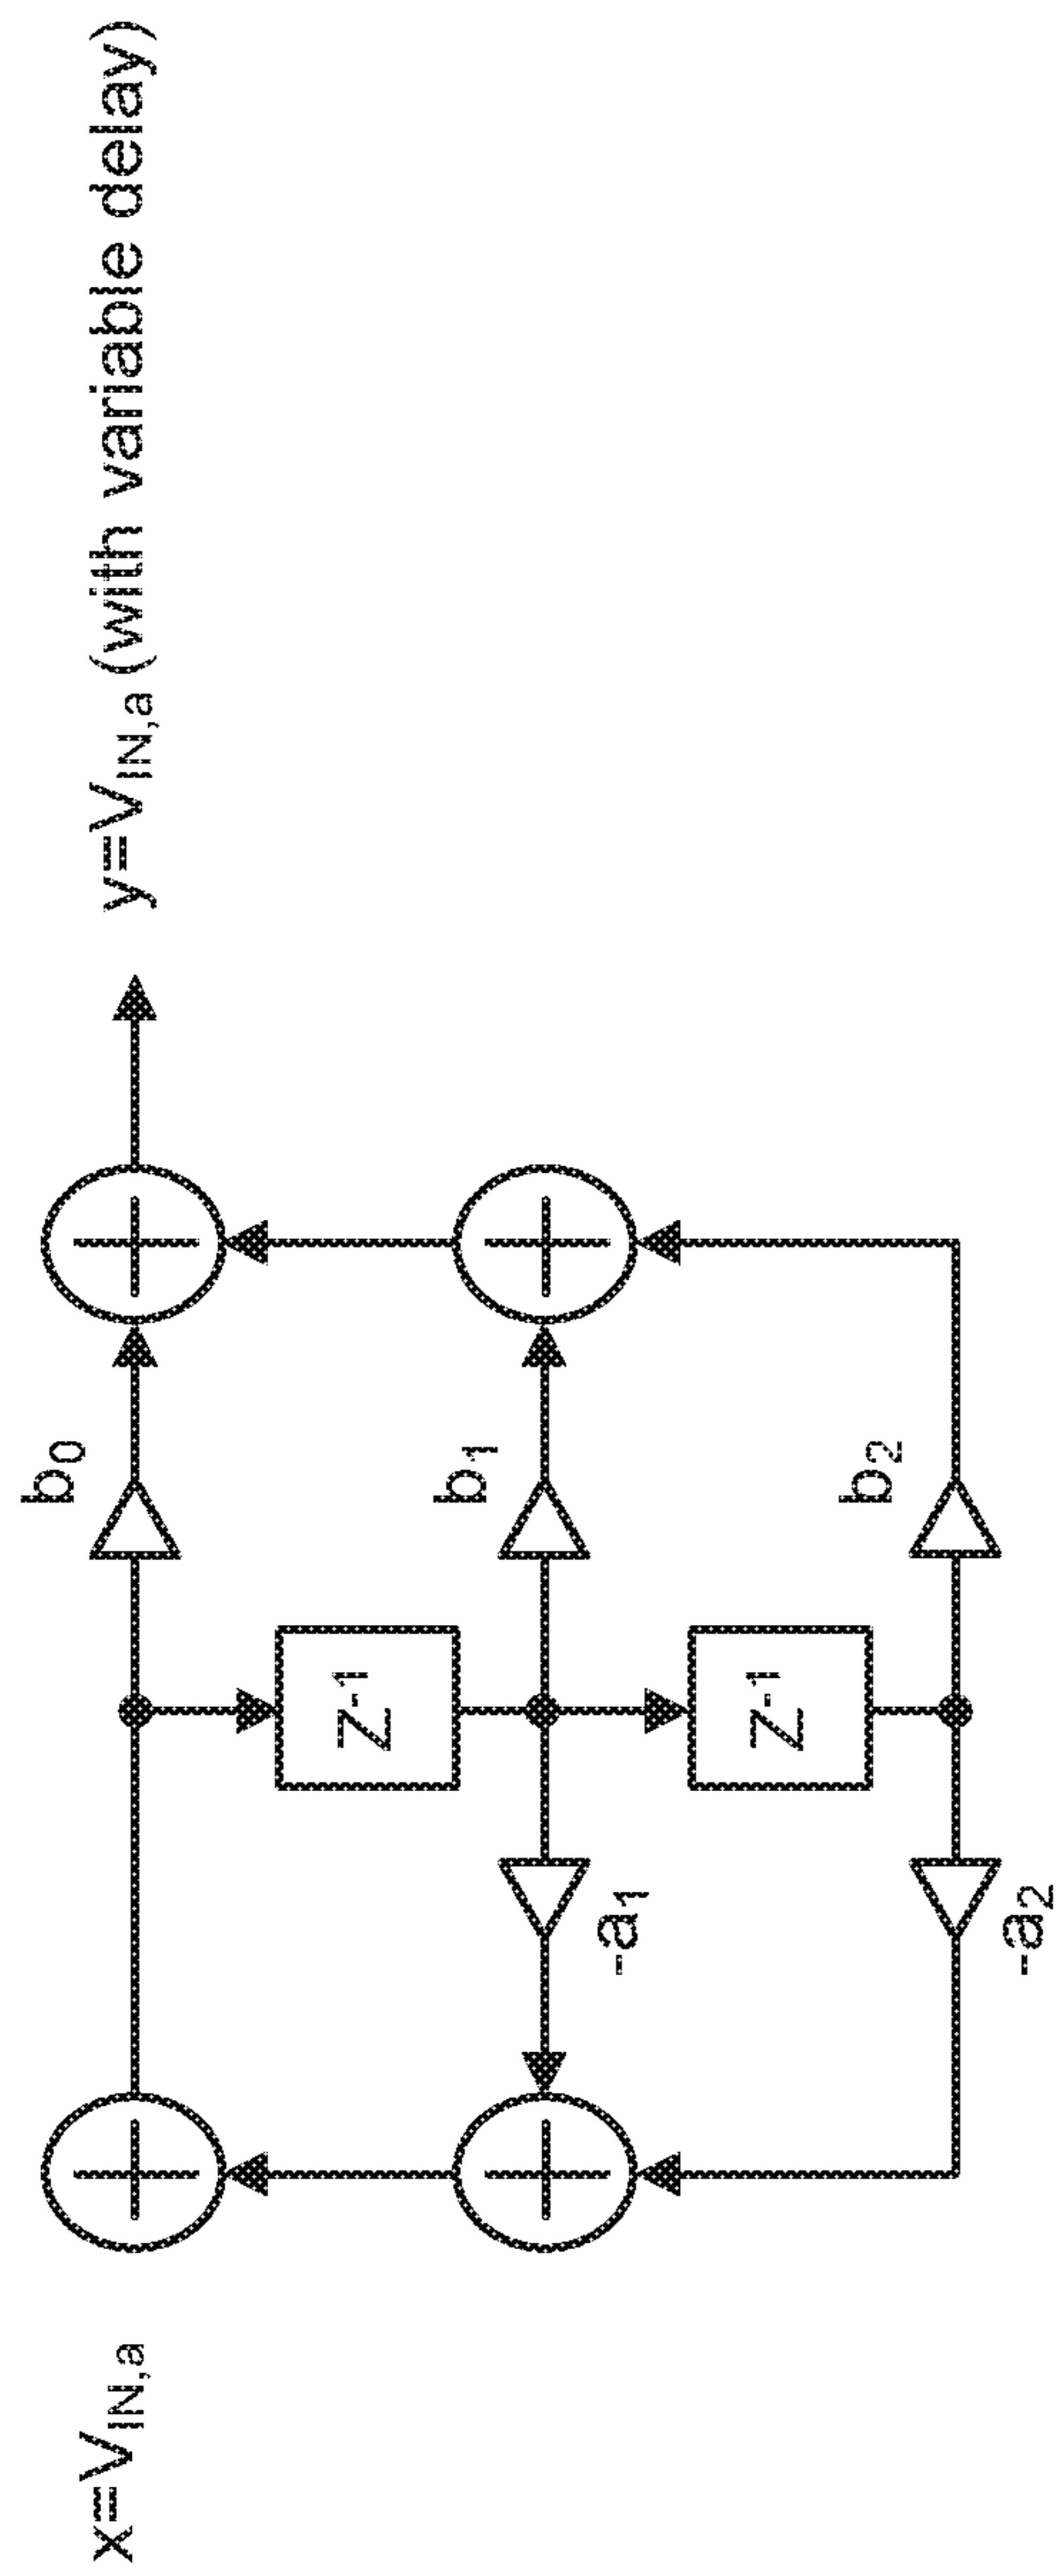 x=V_IN,a
y=V_IN,a (with variable delay)
b0
Z-1
-a1
b1
Z-1
-a2
b2